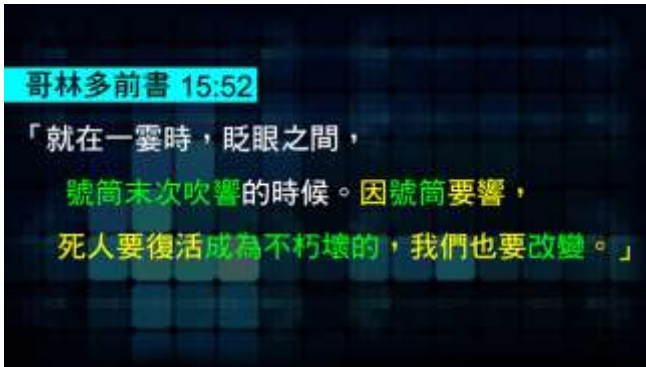 哥林多前書 15:52
「就在一霎時，眨眼之間，
號筒末次吹響的時候。因號筒要響，
死人要復活成為不朽壞的，我們也要改變。」